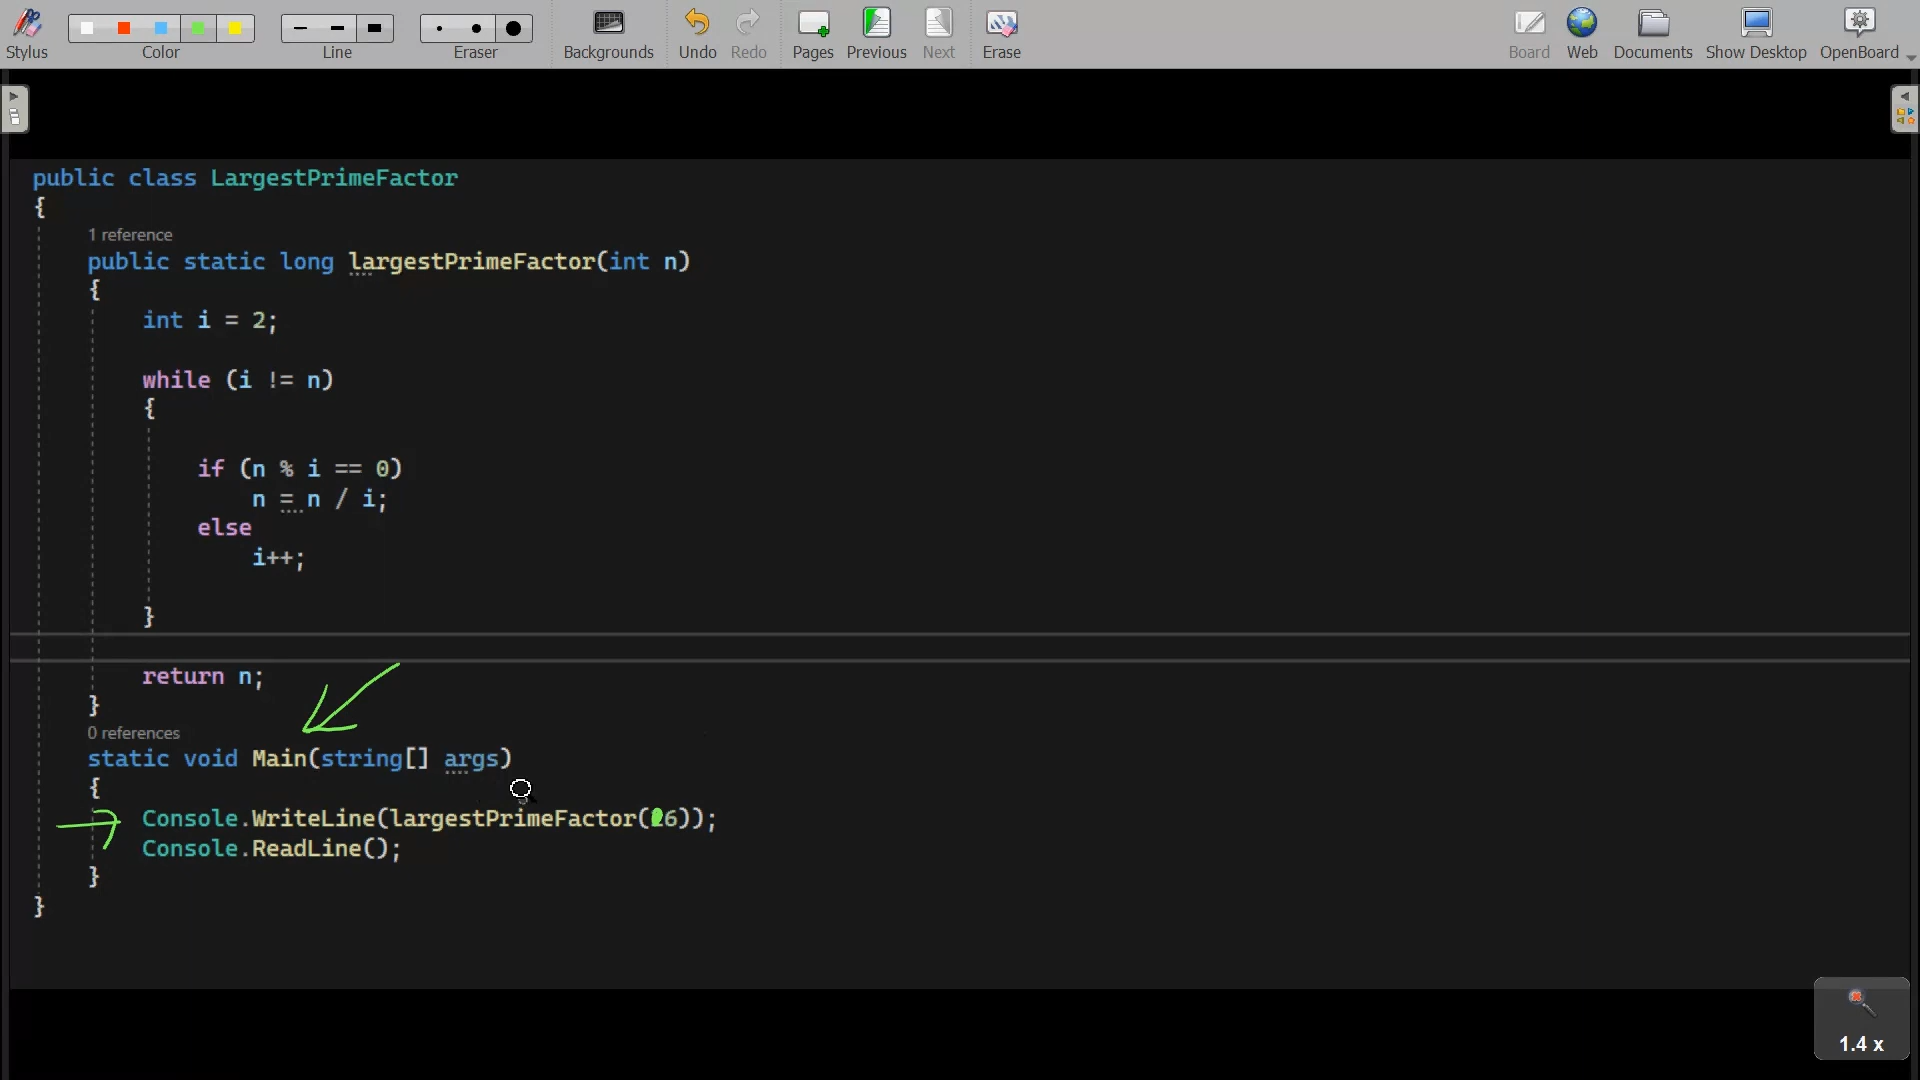 Stylus
Color
Line
Eraser
Backgrounds
Undo
Redo
Pages
Previous
Next
Erase
Board
Web
Documents
Show Desktop
OpenBoard
public class LargestPrimeFactor
{
1 reference
public static long largestPrimeFactor(int n)
{
int i = 2;
while (i != n)
{
if (n % i == 0)
n = n / i;
else
i++;
}
return n;
}
0 references
static void Main(string[] args)
{
Console.WriteLine(largestPrimeFactor( 6));
Console.ReadLine();
}
}
1.4 x